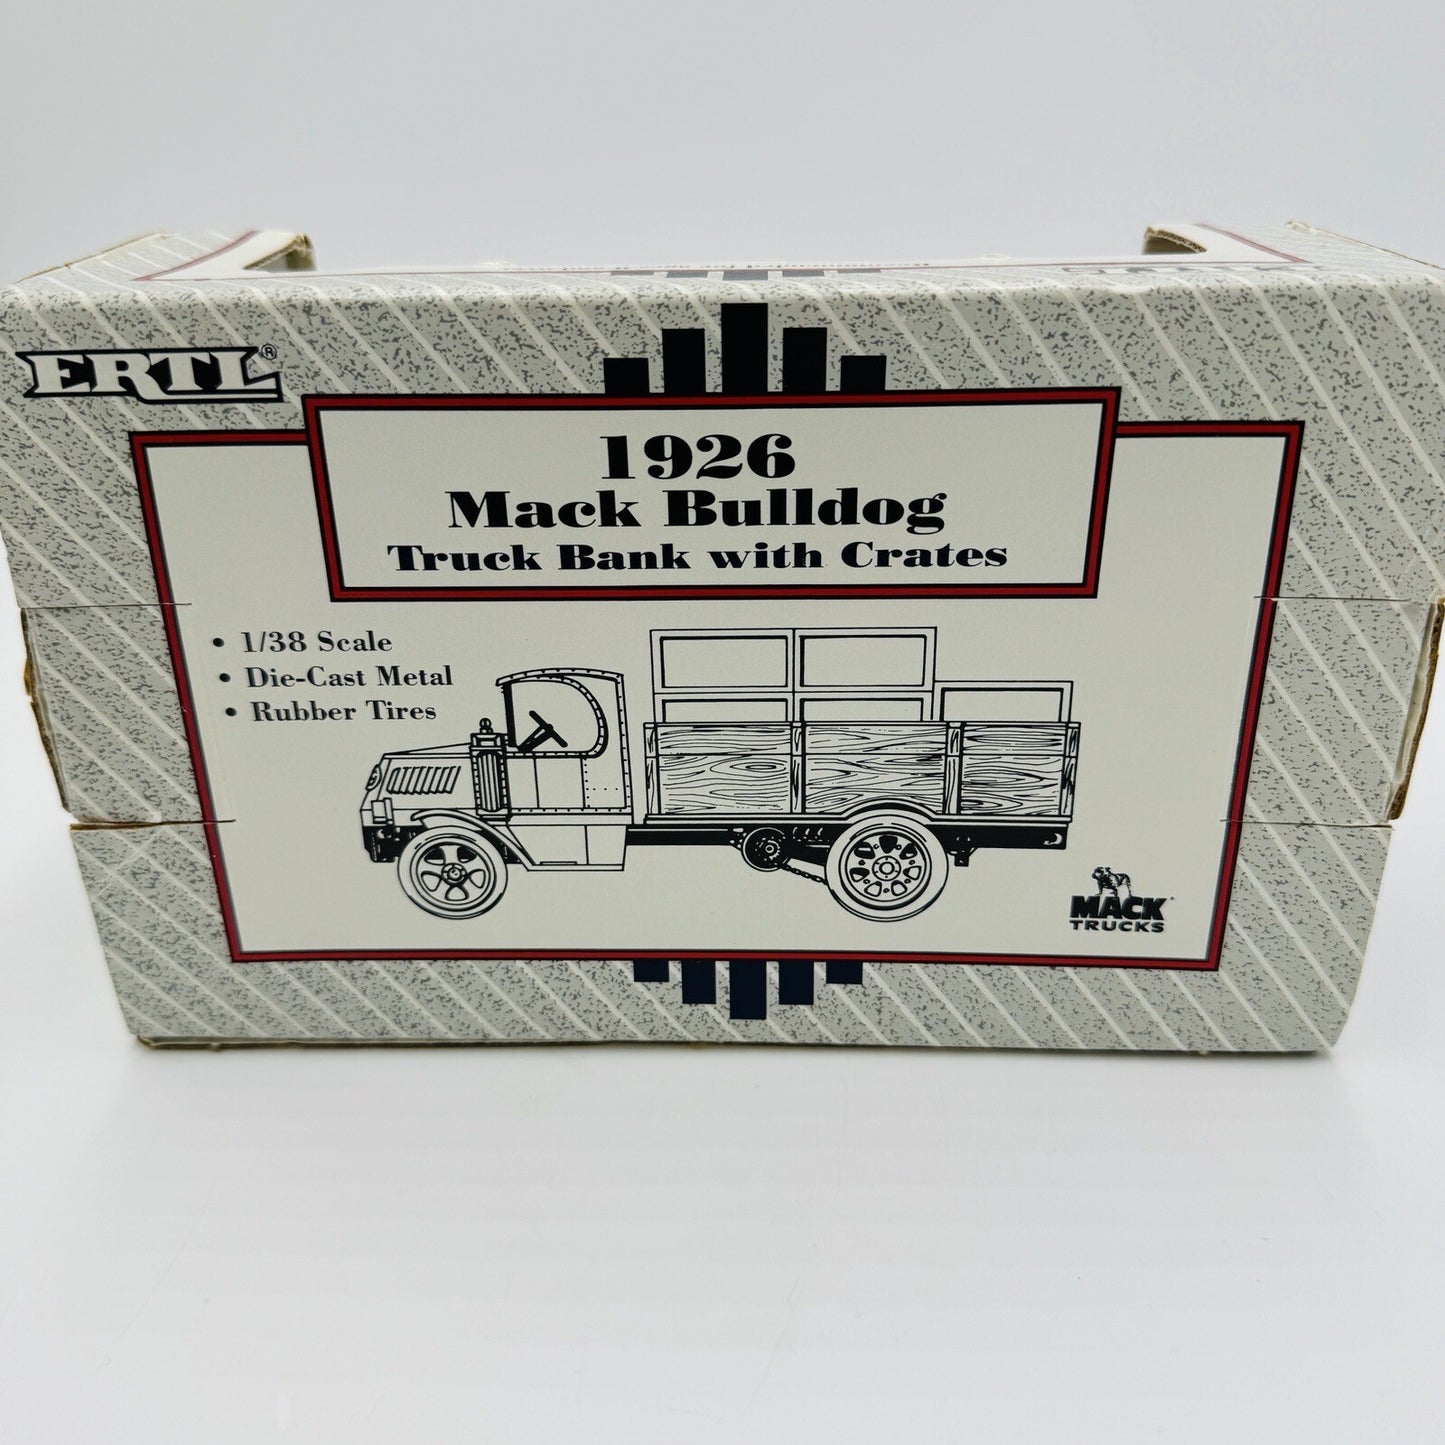 ERTL®
1926
Mack Bulldog
Truck Bank with Crates
• 1/38 Scale
• Die-Cast Metal
• Rubber Tires
MACK
TRUCKS